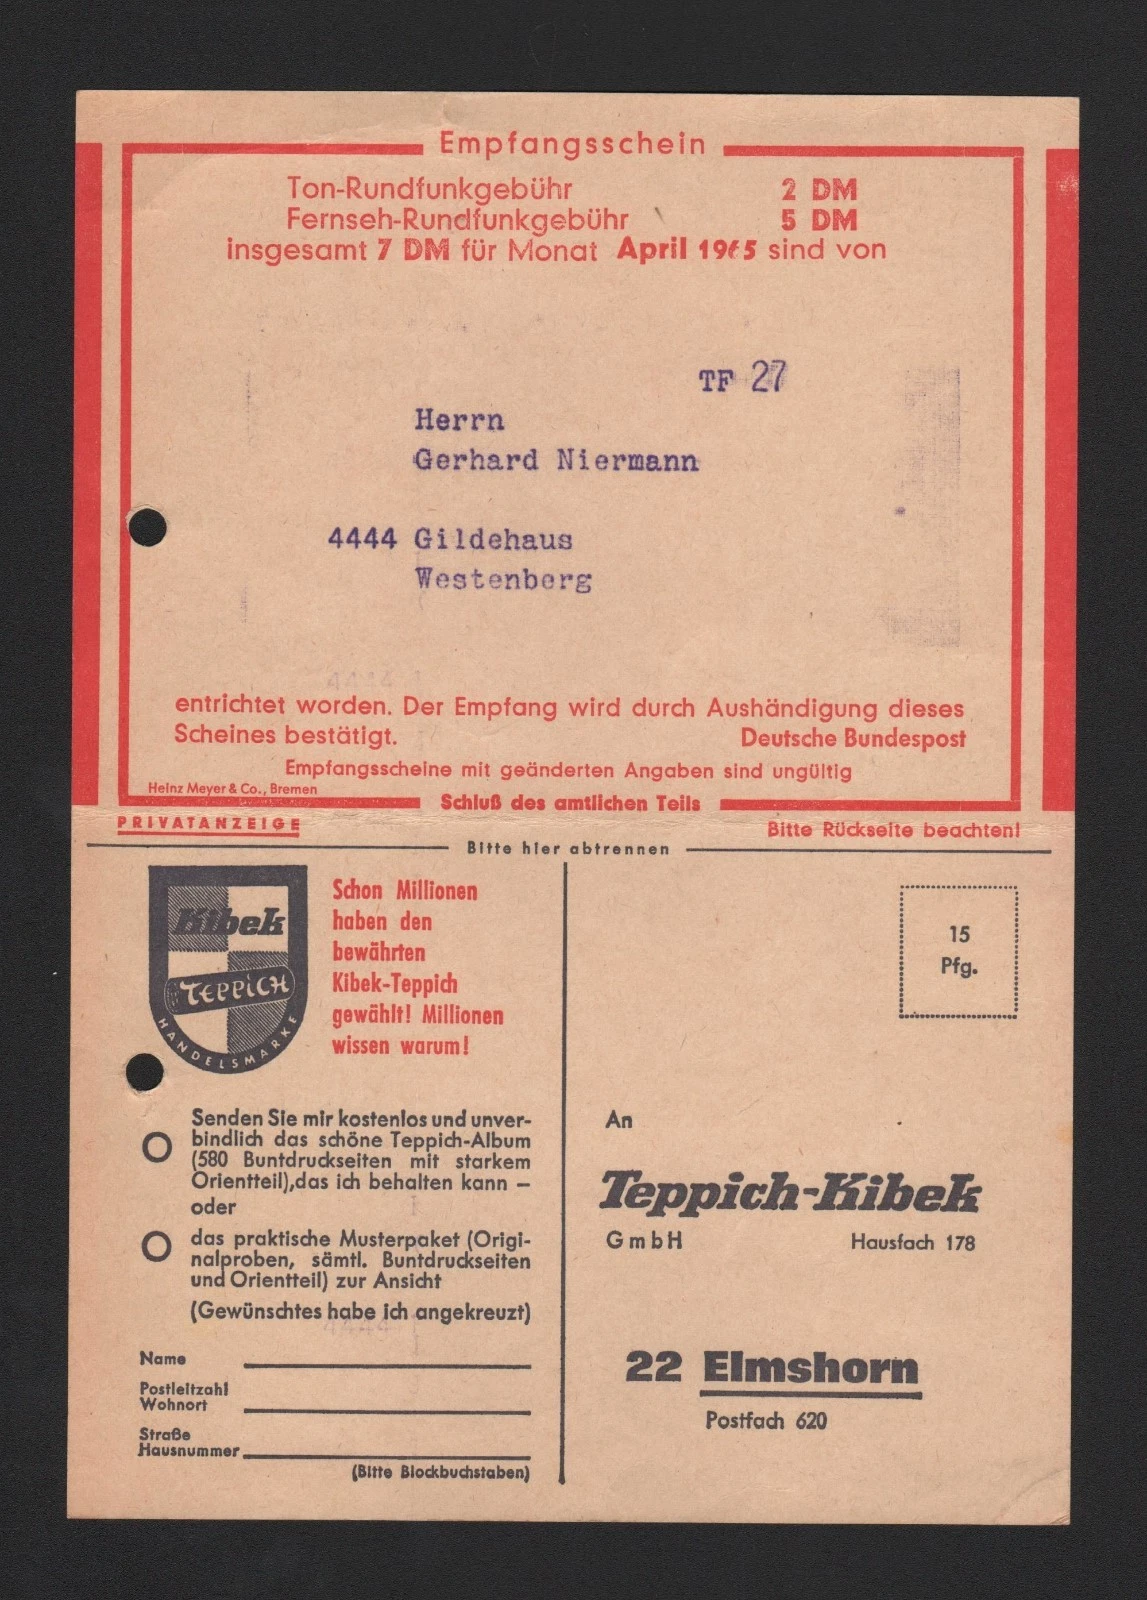 Empfangsschein
Ton-Rundfunkgebühr 2 DM
Fernseh-Rundfunkgebühr 5 DM
insgesamt 7 DM für Monat April 1965 sind von
TF 27
Herrn
Gerhard Niermann
4444 Gildehaus
Westenberg
4444
entrichtet worden. Der Empfang wird durch Aushändigung dieses
Scheines bestätigt. Deutsche Bundespost
Empfangsscheine mit geänderten Angaben sind ungültig
Heinz Meyer & Co., Bremen
Schluß des amtlichen Teils
PRIVATANZEIGE
Bitte Rückseite beachten!
Bitte hier abtrennen
Kibek
TEPPICH
HANDELSMARKE
Schon Millionen
haben den
bewährten
Kibek-Teppich
gewählt! Millionen
wissen warum!
Senden Sie mir kostenlos und unver-
bindlich das schöne Teppich-Album
(580 Buntdruckseiten mit starkem
Orientteil),das ich behalten kann –
oder
das praktische Musterpaket (Origi-
nalproben, sämtl. Buntdruckseiten
und Orientteil) zur Ansicht
(Gewünschtes habe ich angekreuzt)
4444
Name
Postleitzahl
Wohnort
Straße
Hausnummer
(Bitte Blockbuchstaben)
15
Pfg.
An
Teppich-Kibek
GmbH Hausfach 178
22 Elmshorn
Postfach 620